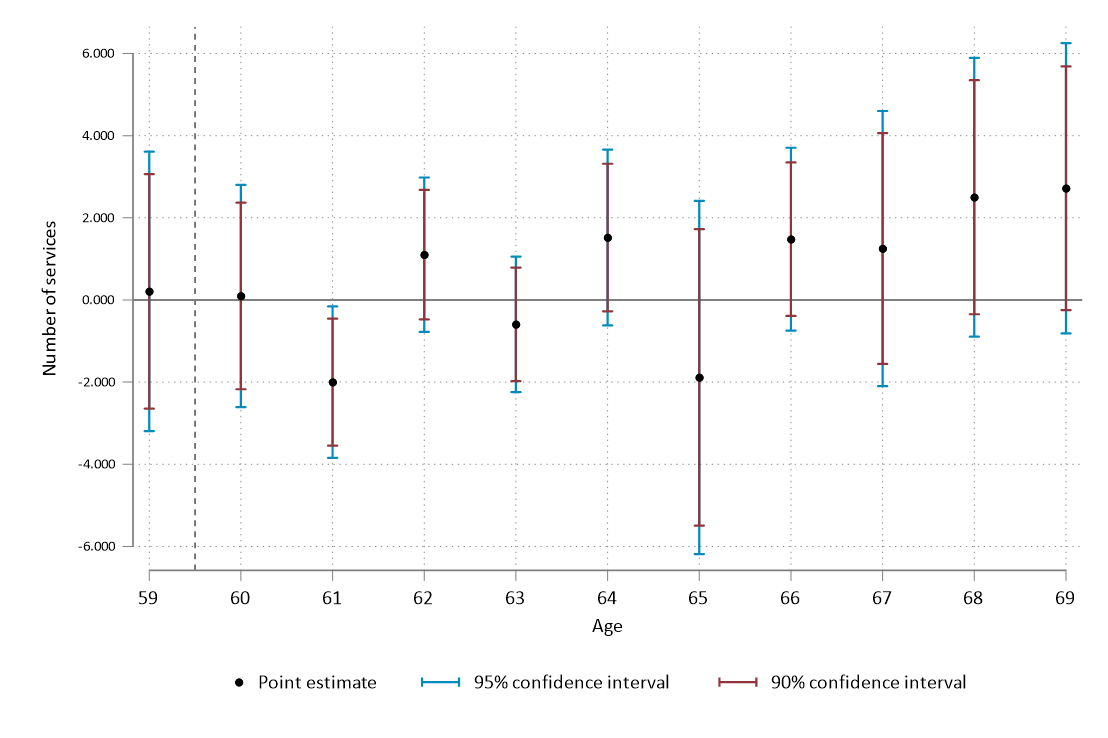 6.000
4.000
2.000
0.000
-2.000
-4.000
-6.000
Number of services
59 60 61 62 63 64 65 66 67 68 69
Age
Point estimate 95% confidence interval 90% confidence interval